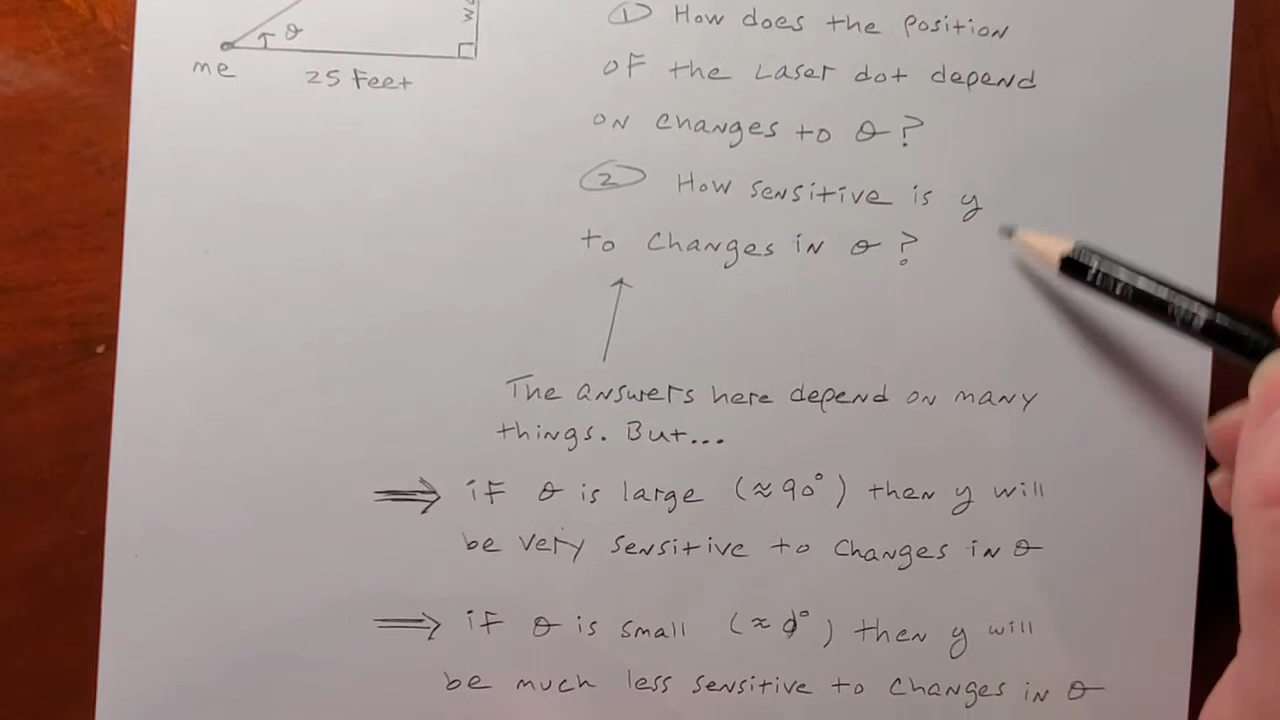 θ
me
25 Feet
① How does the position
of the Laser dot depend
on changes to θ?
② How sensitive is y
to changes in θ?
The answers here depend on many
things. But...
⇒ if θ is large (≈90°) then y will
be very sensitive to changes in θ
⇒ if θ is small (≈0°) then y will
be much less sensitive to changes in θ